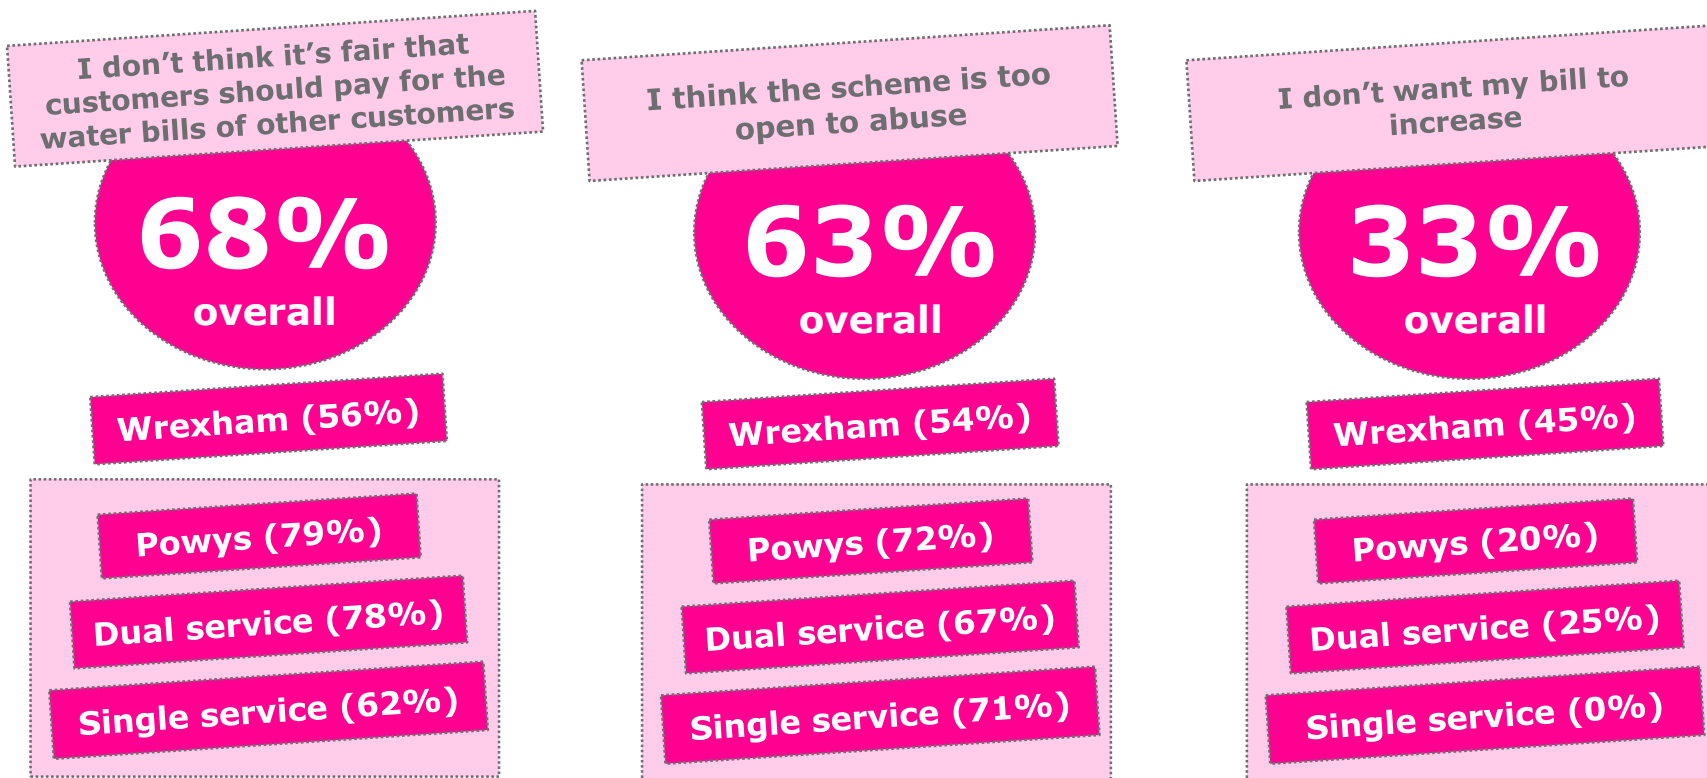 I don’t think it’s fair that
customers should pay for the
water bills of other customers
68%
overall
Wrexham (56%)
Powys (79%)
Dual service (78%)
Single service (62%)
I think the scheme is too
open to abuse
63%
overall
Wrexham (54%)
Powys (72%)
Dual service (67%)
Single service (71%)
I don’t want my bill to
increase
33%
overall
Wrexham (45%)
Powys (20%)
Dual service (25%)
Single service (0%)